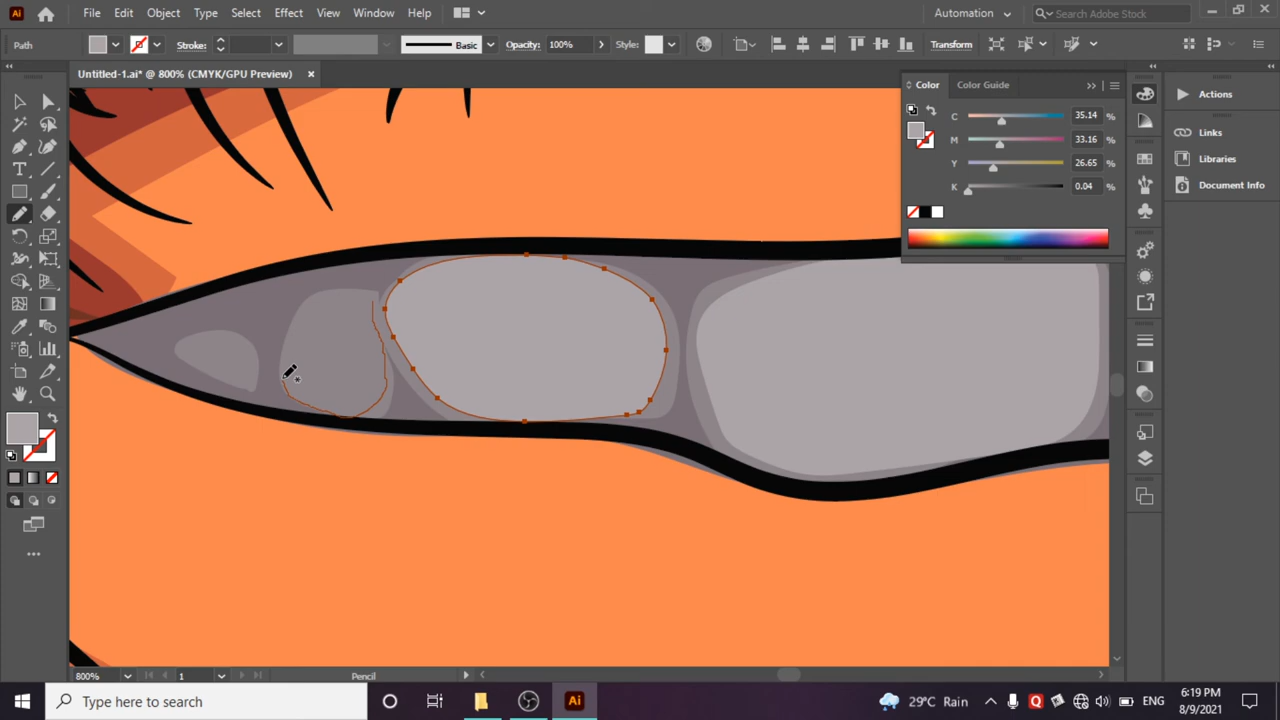 Ai File Edit Object Type Select Effect View Window Help Automation Search Adobe Stock
Path Stroke: Basic Opacity: 100% Style: Transform
Untitled-1.ai* @ 800% (CMYK/GPU Preview) ×
Color Color Guide
C 35.14 %
M 33.16 %
Y 26.65 %
K 0.04 %
Actions
Links
Libraries
Document Info
800% 1 Pencil
Type here to search Ai 29°C Rain ENG 6:19 PM
8/9/2021